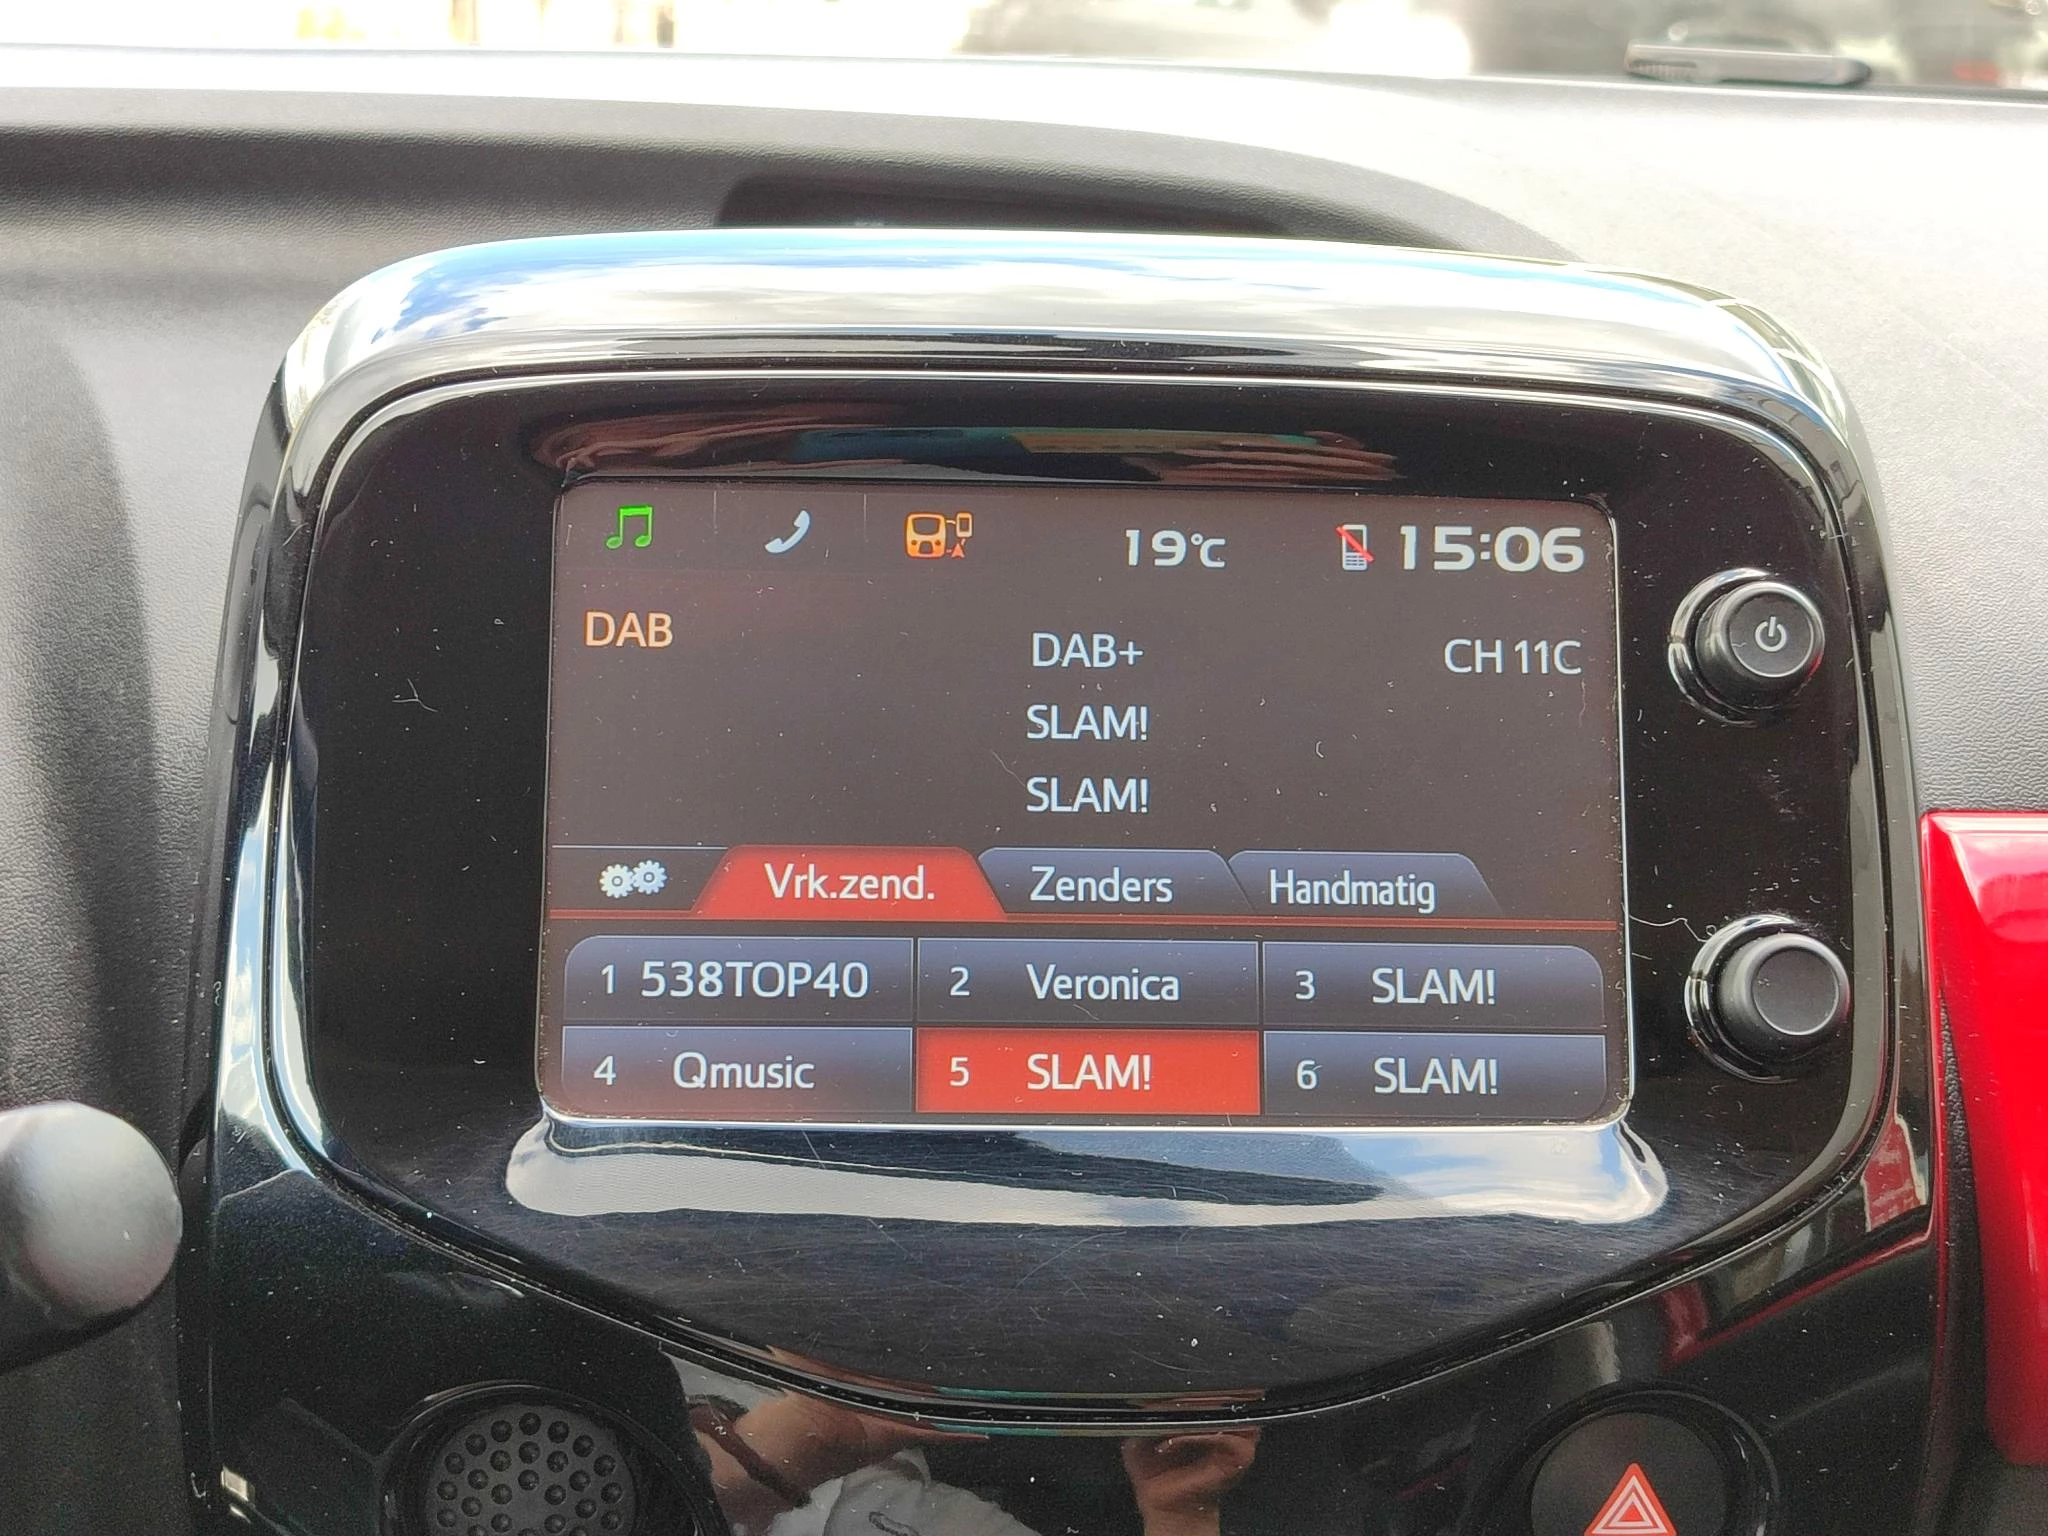 19°C 15:06
DAB
DAB+
CH 11C
SLAM!
SLAM!
Vrk.zend. Zenders Handmatig
1 538TOP40 2 Veronica 3 SLAM!
4 Qmusic 5 SLAM! 6 SLAM!